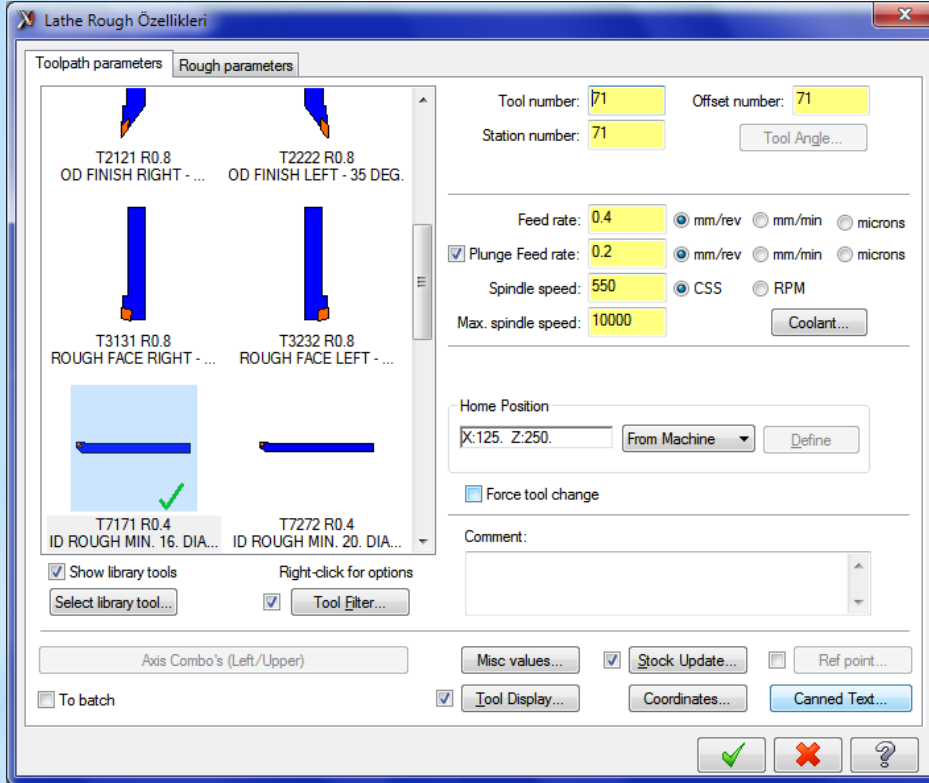 Lathe Rough Özellikleri
Toolpath parameters
Rough parameters
T2121 R0.8
OD FINISH RIGHT - ...
T2222 R0.8
OD FINISH LEFT - 35 DEG.
T3131 R0.8
ROUGH FACE RIGHT - ...
T3232 R0.8
ROUGH FACE LEFT - ...
T7171 R0.4
ID ROUGH MIN. 16. DIA...
T7272 R0.4
ID ROUGH MIN. 20. DIA...
Show library tools
Right-click for options
Select library tool...
Tool Filter...
Tool number: 71
Offset number: 71
Station number: 71
Tool Angle...
Feed rate: 0.4 mm/rev mm/min microns
Plunge Feed rate: 0.2 mm/rev mm/min microns
Spindle speed: 550 CSS RPM
Max. spindle speed: 10000
Coolant...
Home Position
X:125. Z:250. From Machine Define
Force tool change
Comment:
Axis Combo's (Left/Upper)
Misc values...
Stock Update...
Ref point...
To batch
Tool Display...
Coordinates...
Canned Text...